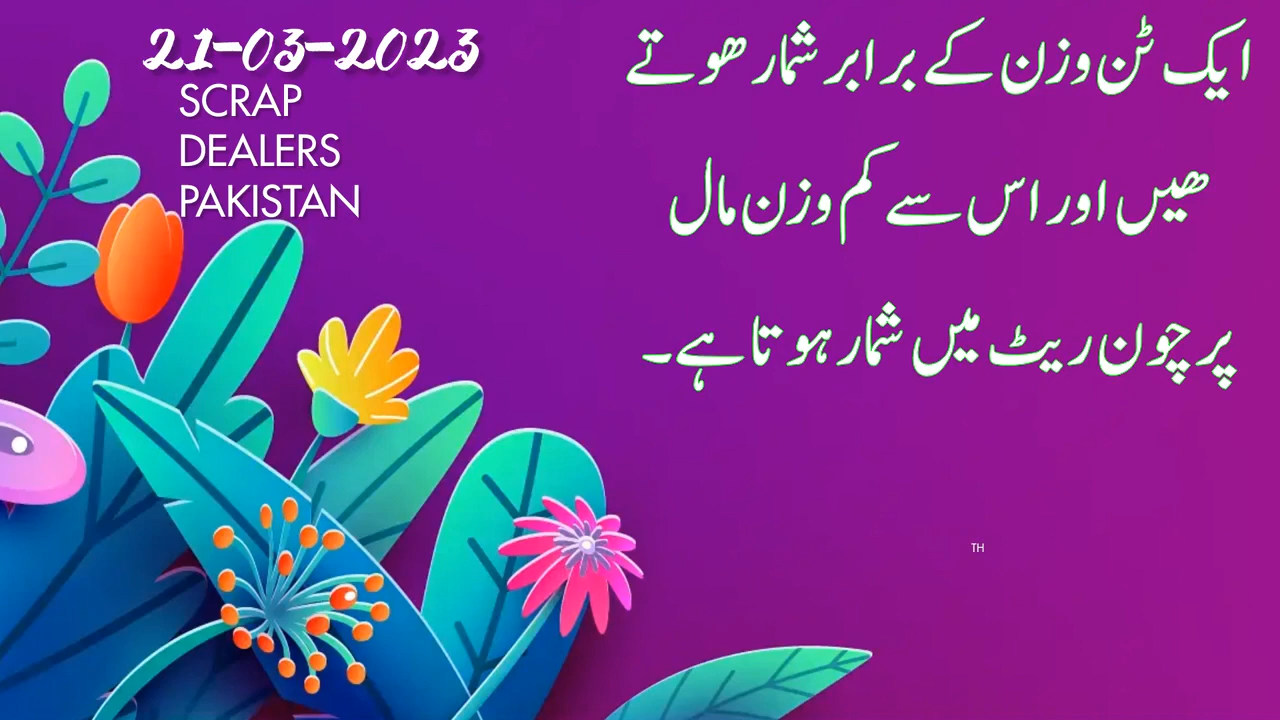 21-03-2023
SCRAP
DEALERS
PAKISTAN
ایک ٹن وزن کے برابر شمار ھوتے
ھیں اور اس سے کم وزن مال
پرچون ریٹ میں شمار ہوتا ہے۔
TH